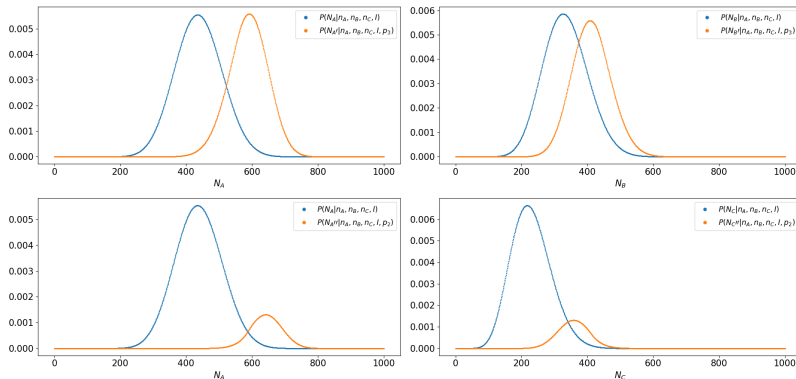 P(N_A|n_A, n_B, n_C, I)
P(N_A'|n_A, n_B, n_C, I, p_3)
0.005
0.004
0.003
0.002
0.001
0.000
0 200 400 600 800 1000
N_A
P(N_B|n_A, n_B, n_C, I)
P(N_B'|n_A, n_B, n_C, I, p_3)
0.006
0.005
0.004
0.003
0.002
0.001
0.000
0 200 400 600 800 1000
N_B
P(N_A|n_A, n_B, n_C, I)
P(N_A''|n_A, n_B, n_C, I, p_2)
0.005
0.004
0.003
0.002
0.001
0.000
0 200 400 600 800 1000
N_A
P(N_C|n_A, n_B, n_C, I)
P(N_C''|n_A, n_B, n_C, I, p_2)
0.006
0.005
0.004
0.003
0.002
0.001
0.000
0 200 400 600 800 1000
N_C